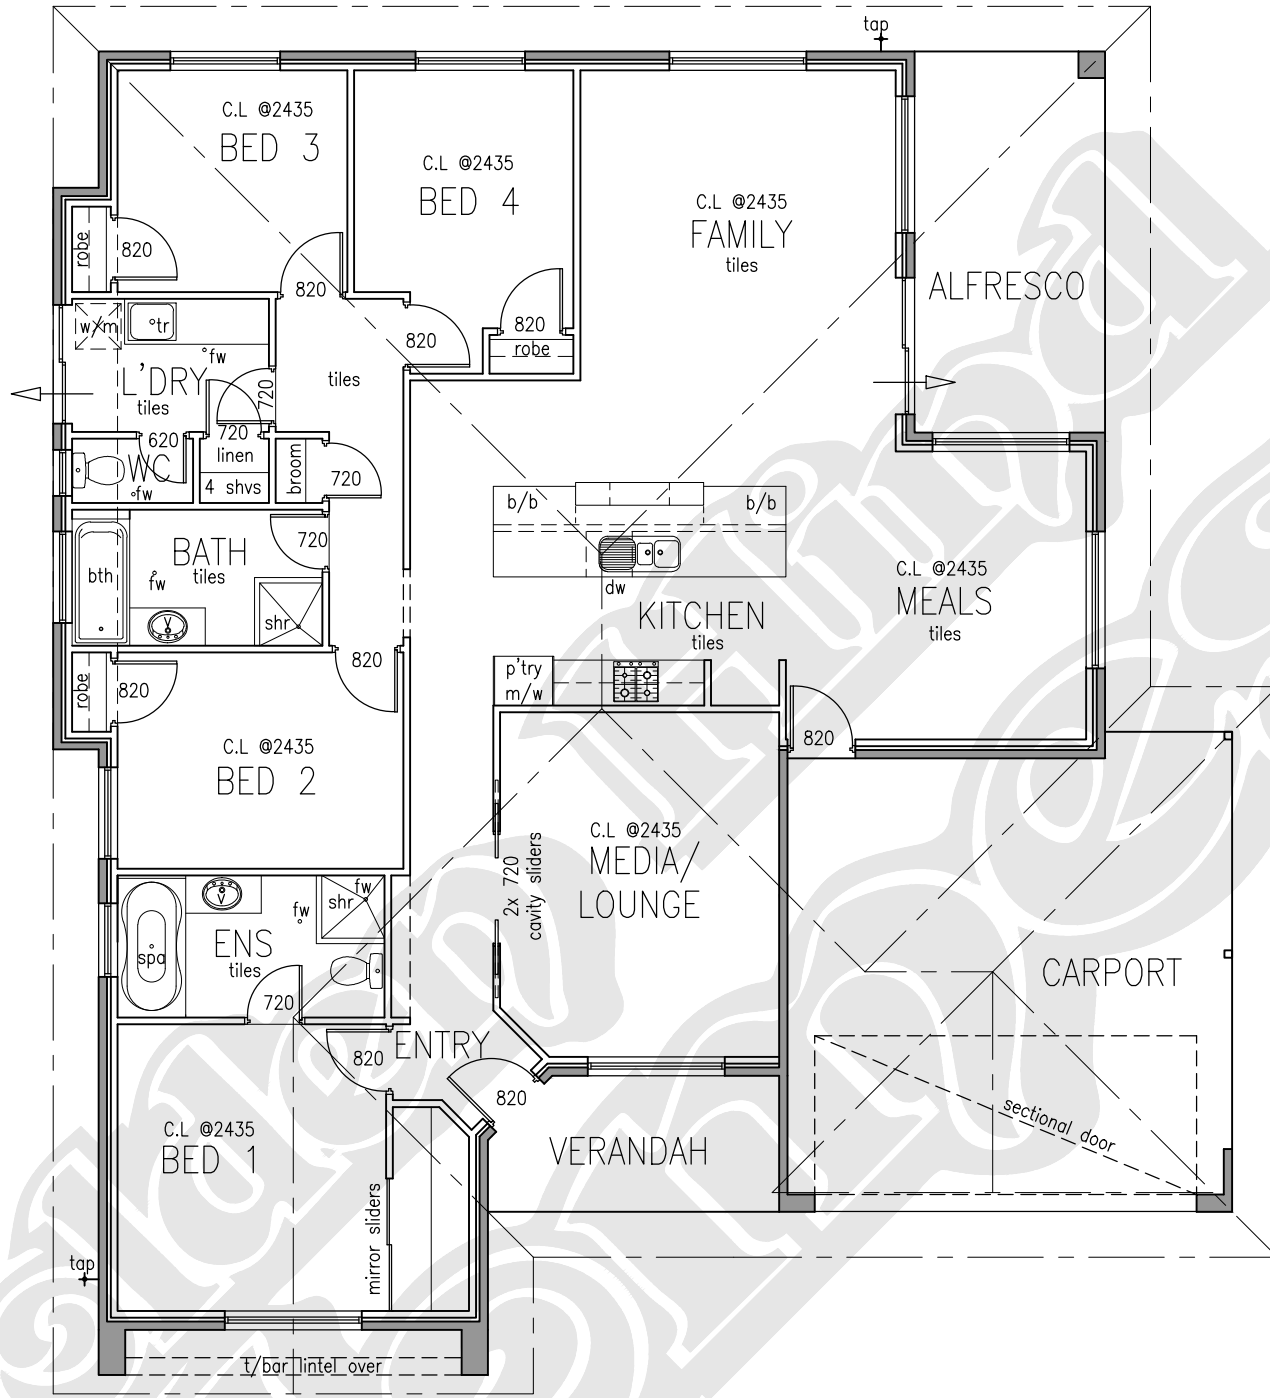 tap
C.L @2435
BED 3
C.L @2435
BED 4
C.L @2435
FAMILY
tiles
robe
820
820
820
820
robe
ALFRESCO
w/m
tr
fw
L'DRY
tiles
720
tiles
620
720
linen
4 shvs
broom
720
WC
fw
b/b
b/b
BATH
tiles
720
bth
fw
V
shr
dw
KITCHEN
tiles
C.L @2435
MEALS
tiles
robe
820
820
p'try
m/w
820
C.L @2435
BED 2
C.L @2435
MEDIA/
LOUNGE
2x 720
cavity sliders
V
fw
shr
fw
ENS
tiles
spa
720
CARPORT
820
ENTRY
820
sectional door
C.L @2435
BED 1
VERANDAH
mirror sliders
tap
t/bar lintel over